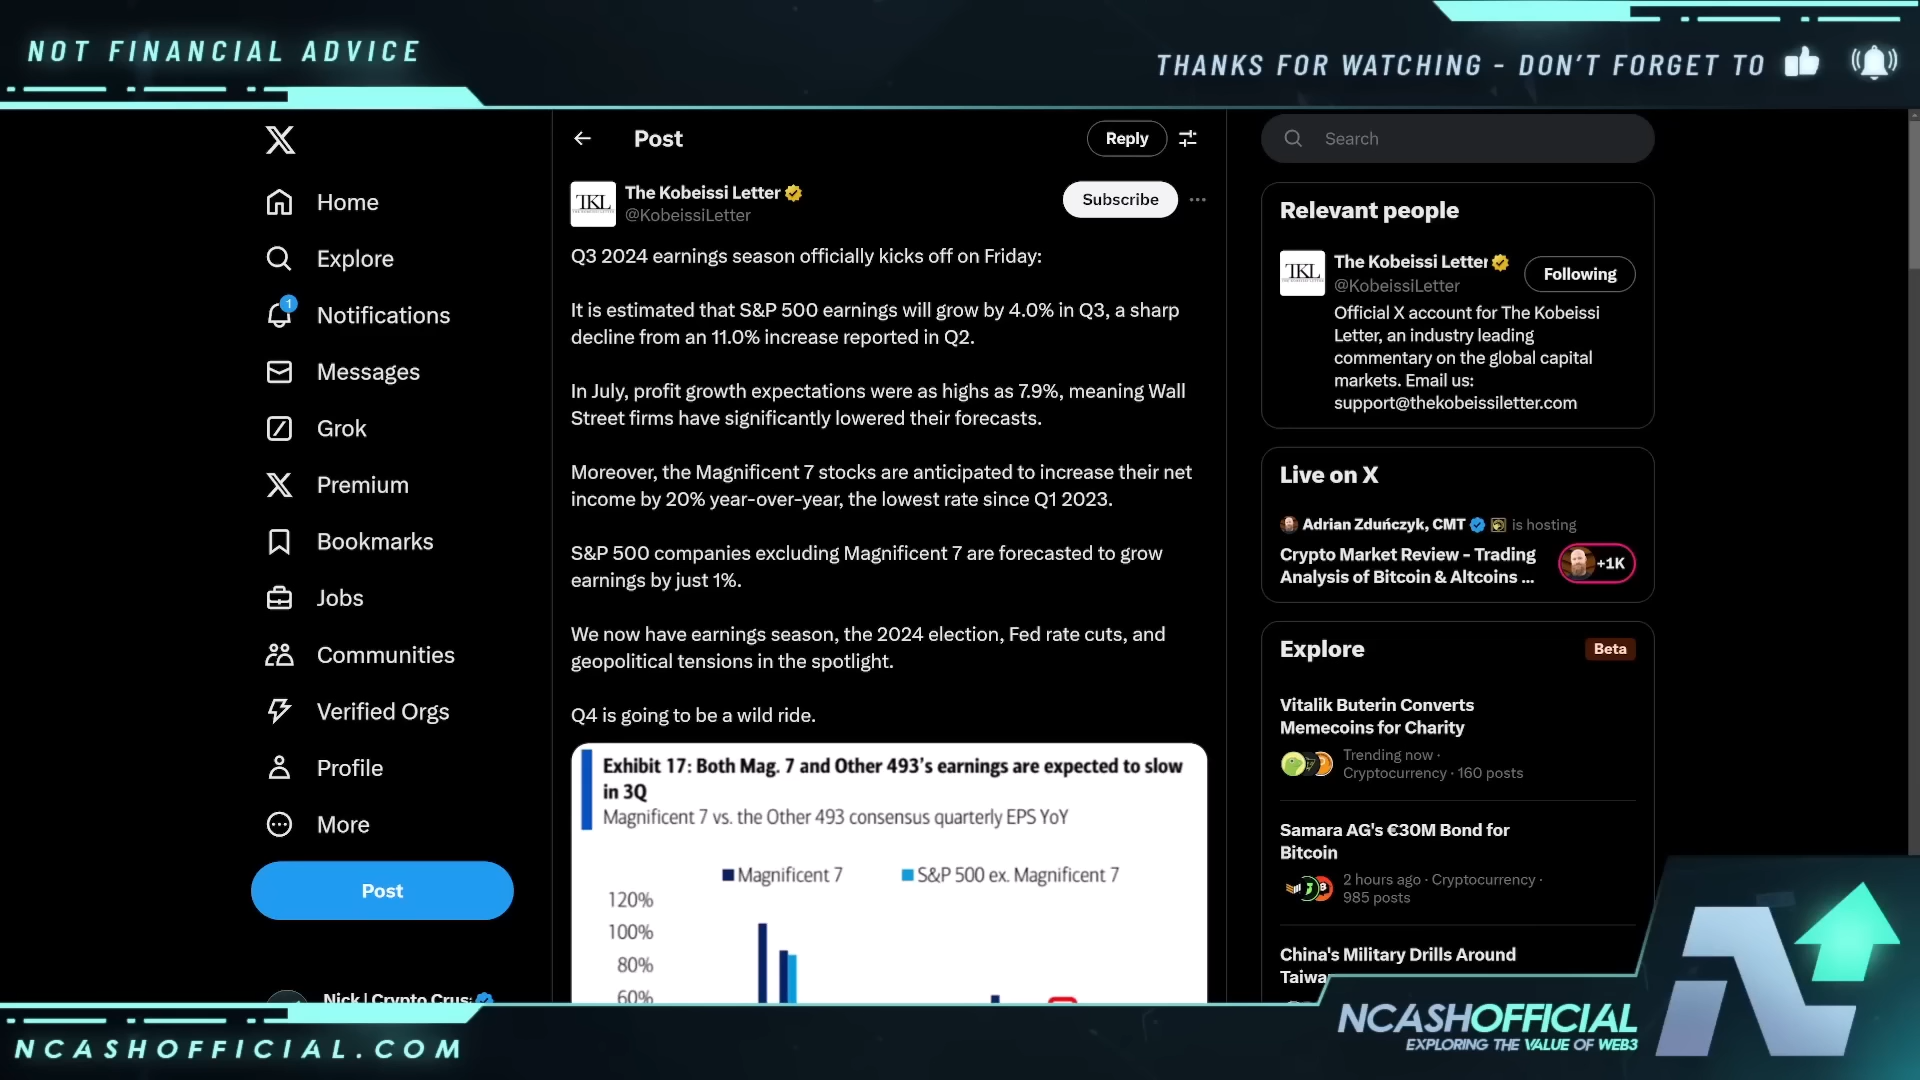 NOT FINANCIAL ADVICE
THANKS FOR WATCHING - DON'T FORGET TO
Home
Explore
1
Notifications
Messages
Grok
Premium
Bookmarks
Jobs
Communities
Verified Orgs
Profile
More
Post
Nick | Crypto Crus
Post
Reply
TKL
The Kobeissi Letter
@KobeissiLetter
Subscribe
Q3 2024 earnings season officially kicks off on Friday:
It is estimated that S&P 500 earnings will grow by 4.0% in Q3, a sharp
decline from an 11.0% increase reported in Q2.
In July, profit growth expectations were as highs as 7.9%, meaning Wall
Street firms have significantly lowered their forecasts.
Moreover, the Magnificent 7 stocks are anticipated to increase their net
income by 20% year-over-year, the lowest rate since Q1 2023.
S&P 500 companies excluding Magnificent 7 are forecasted to grow
earnings by just 1%.
We now have earnings season, the 2024 election, Fed rate cuts, and
geopolitical tensions in the spotlight.
Q4 is going to be a wild ride.
Exhibit 17: Both Mag. 7 and Other 493's earnings are expected to slow
in 3Q
Magnificent 7 vs. the Other 493 consensus quarterly EPS YoY
Magnificent 7
S&P 500 ex. Magnificent 7
120%
100%
80%
60%
Search
Relevant people
TKL
The Kobeissi Letter
@KobeissiLetter
Following
Official X account for The Kobeissi
Letter, an industry leading
commentary on the global capital
markets. Email us:
support@thekobeissiletter.com
Live on X
Adrian Zduńczyk, CMT is hosting
Crypto Market Review - Trading
Analysis of Bitcoin & Altcoins ...
+1K
Explore
Beta
Vitalik Buterin Converts
Memecoins for Charity
Trending now ·
Cryptocurrency · 160 posts
Samara AG's €30M Bond for
Bitcoin
2 hours ago · Cryptocurrency ·
985 posts
China's Military Drills Around
Taiwa
NCASHOFFICIAL.COM
NCASHOFFICIAL
EXPLORING THE VALUE OF WEB3